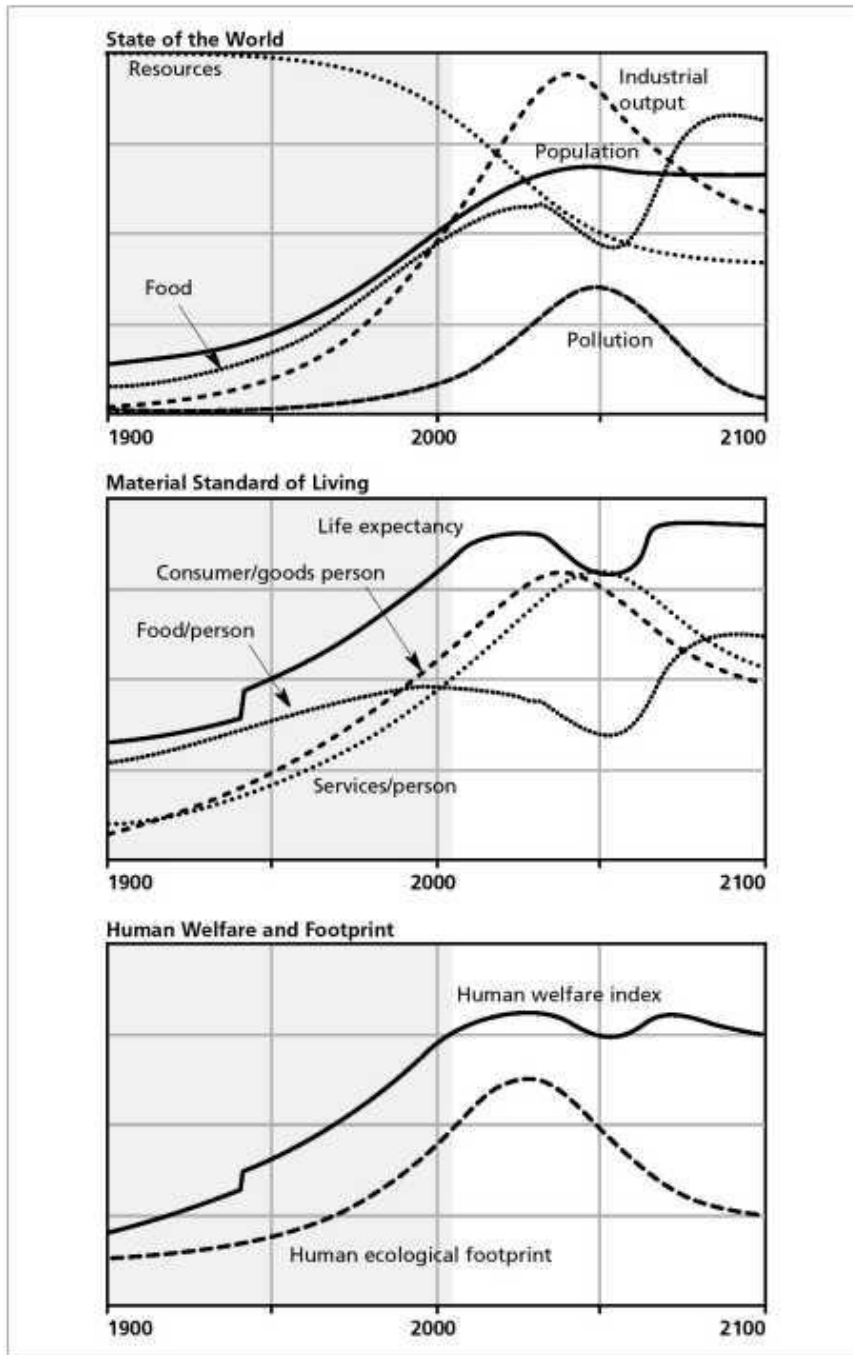 State of the World
Resources
Industrial
output
Population
Food
Pollution
1900
2000
2100
Material Standard of Living
Life expectancy
Consumer/goods person
Food/person
Services/person
1900
2000
2100
Human Welfare and Footprint
Human welfare index
Human ecological footprint
1900
2000
2100